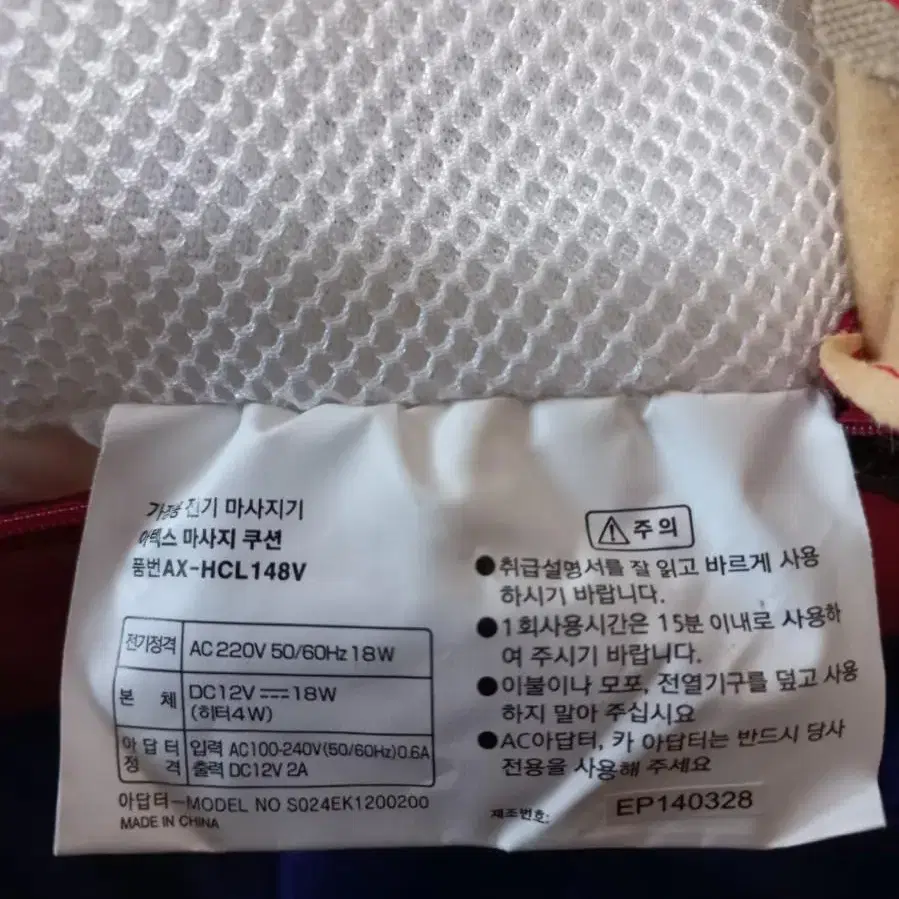 가정용 전기 마사지기
아텍스 마사지 쿠션
품번AX-HCL148V
전기정격 AC 220V 50/60Hz 18W
본 체 DC12V ⎓ 18W
(히터4W)
아답터 입력 AC100-240V(50/60Hz)0.6A
정 격 출력 DC12V 2A
아답터-MODEL NO S024EK1200200
MADE IN CHINA
⚠주의
●취급설명서를 잘 읽고 바르게 사용
하시기 바랍니다.
●1회사용시간은 15분 이내로 사용하
여 주시기 바랍니다.
●이불이나 모포, 전열기구를 덮고 사용
하지 말아 주십시요
●AC아답터, 카 아답터는 반드시 당사
전용을 사용해 주세요
제조번호: EP140328